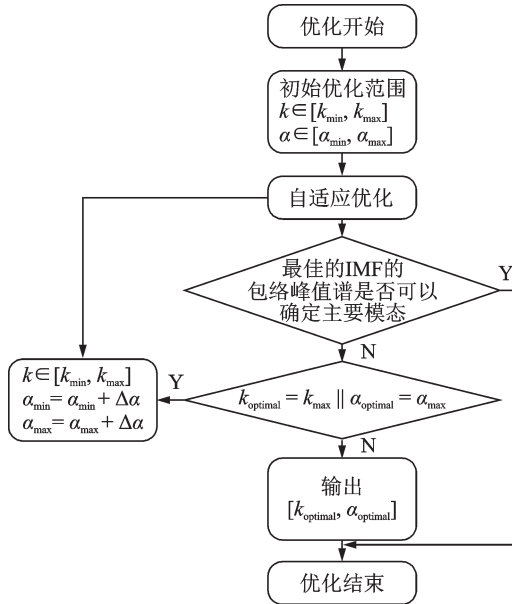 优化开始
初始优化范围
k∈[kmin, kmax]
α∈[αmin, αmax]
自适应优化
最佳的IMF的
包络峰值谱是否可以
确定主要模态
Y
N
k∈[kmin, kmax]
αmin= αmin + Δα
αmax= αmax + Δα
Y
koptimal = kmax || αoptimal = αmax
N
输出
[koptimal, αoptimal]
优化结束